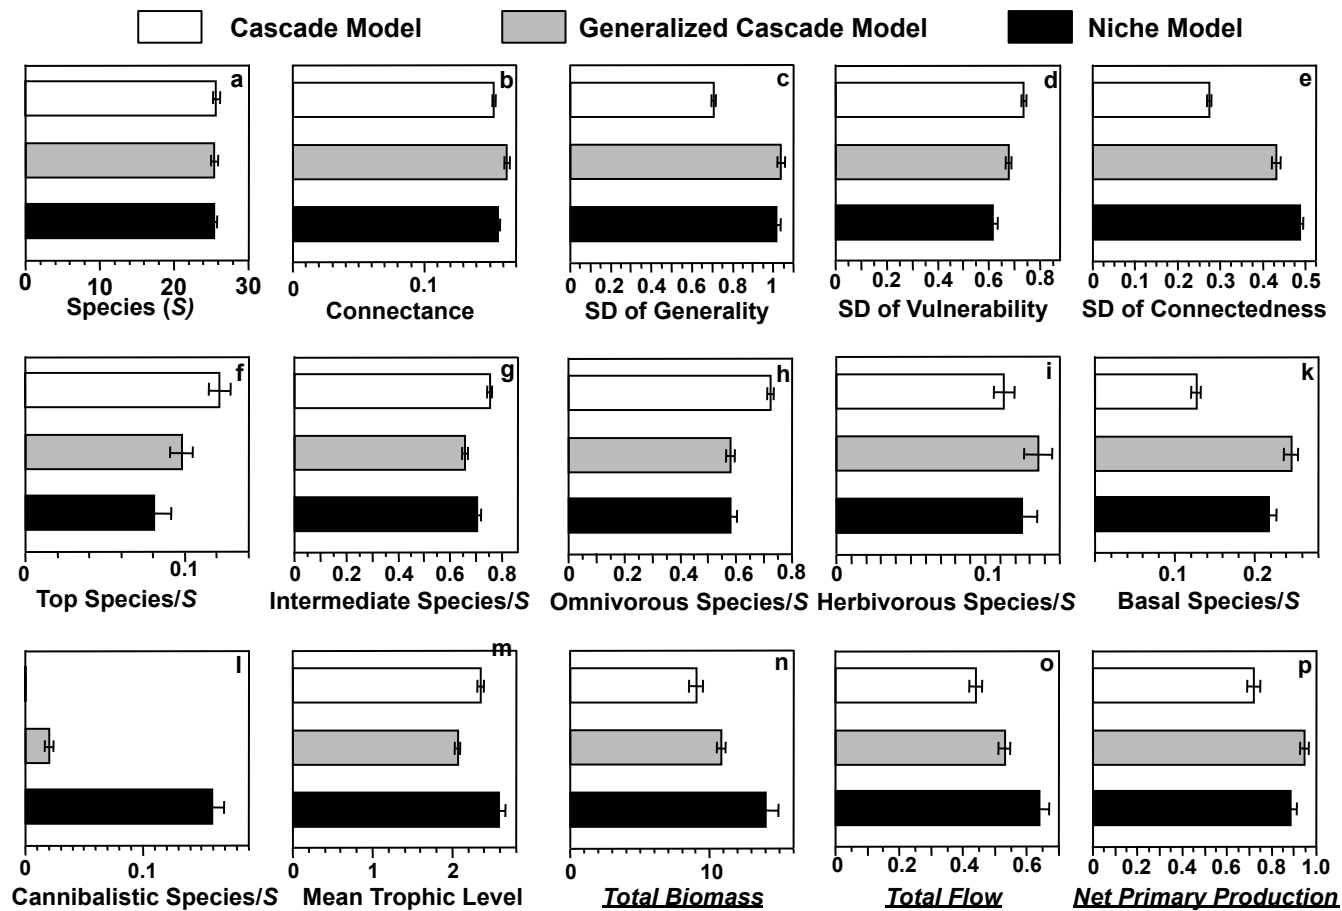 Cascade Model Generalized Cascade Model Niche Model
a b c d e
0 10 20 30 0 0.1 0 0.2 0.4 0.6 0.8 1 0 0.2 0.4 0.6 0.8 0 0.1 0.2 0.3 0.4 0.5
Species (S) Connectance SD of Generality SD of Vulnerability SD of Connectedness
f g h i k
0 0.1 0 0.2 0.4 0.6 0.8 0 0.2 0.4 0.6 0.8 0 0.1 0.1 0.2
Top Species/S Intermediate Species/S Omnivorous Species/S Herbivorous Species/S Basal Species/S
l m n o p
0 0.1 0 1 2 0 10 0 0.2 0.4 0.6 0 0.2 0.4 0.6 0.8 1.0
Cannibalistic Species/S Mean Trophic Level Total Biomass Total Flow Net Primary Production